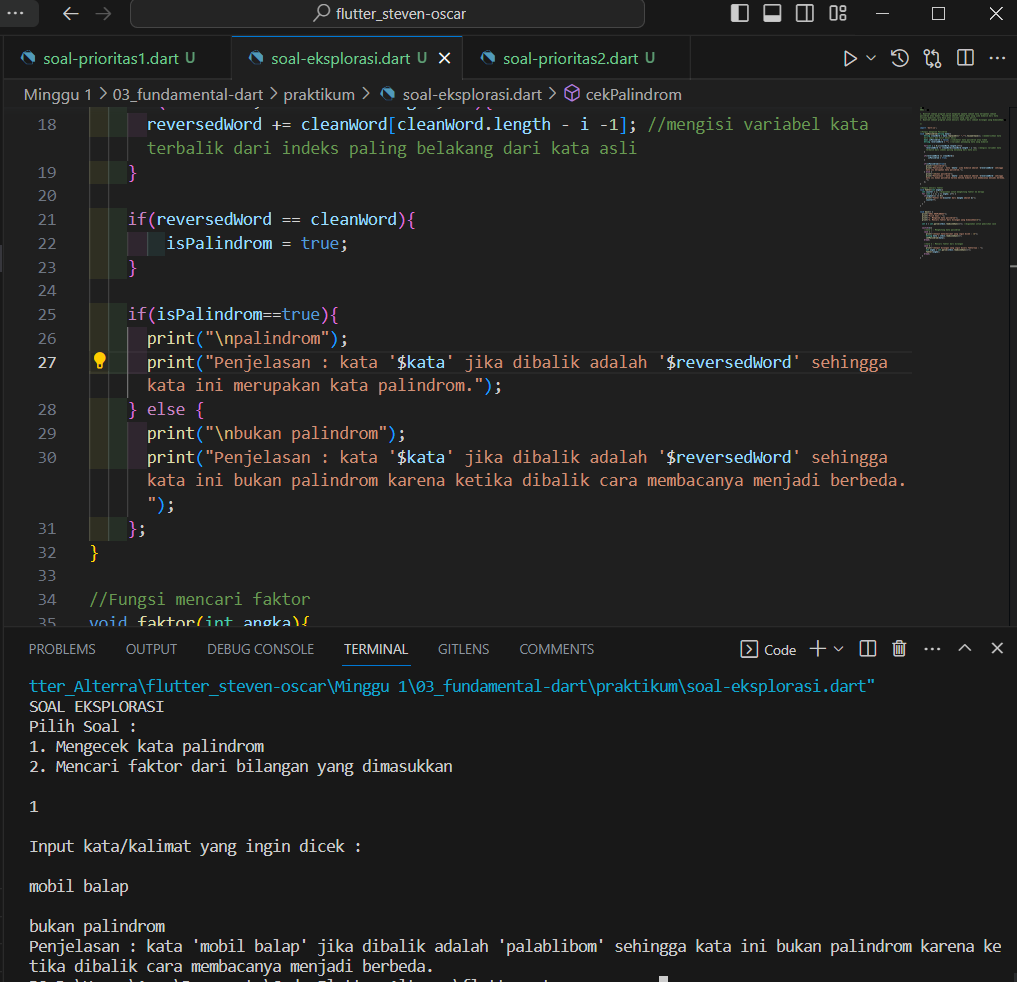 flutter_steven-oscar
soal-prioritas1.dart U
soal-eksplorasi.dart U
soal-prioritas2.dart U
Minggu 1 > 03_fundamental-dart > praktikum > soal-eksplorasi.dart > cekPalindrom
18 reversedWord += cleanWord[cleanWord.length - i -1]; //mengisi variabel kata
terbalik dari indeks paling belakang dari kata asli
19 }
20
21 if(reversedWord == cleanWord){
22 isPalindrom = true;
23 }
24
25 if(isPalindrom==true){
26 print("\npalindrom");
27 print("Penjelasan : kata '$kata' jika dibalik adalah '$reversedWord' sehingga
kata ini merupakan kata palindrom.");
28 } else {
29 print("\nbukan palindrom");
30 print("Penjelasan : kata '$kata' jika dibalik adalah '$reversedWord' sehingga
kata ini bukan palindrom karena ketika dibalik cara membacanya menjadi berbeda.
");
31 };
32 }
33
34 //Fungsi mencari faktor
35 void faktor(int angka){
PROBLEMS OUTPUT DEBUG CONSOLE TERMINAL GITLENS COMMENTS Code
tter_Alterra\flutter_steven-oscar\Minggu 1\03_fundamental-dart\praktikum\soal-eksplorasi.dart"
SOAL EKSPLORASI
Pilih Soal :
1. Mengecek kata palindrom
2. Mencari faktor dari bilangan yang dimasukkan
1
Input kata/kalimat yang ingin dicek :
mobil balap
bukan palindrom
Penjelasan : kata 'mobil balap' jika dibalik adalah 'palablibom' sehingga kata ini bukan palindrom karena ke
tika dibalik cara membacanya menjadi berbeda.